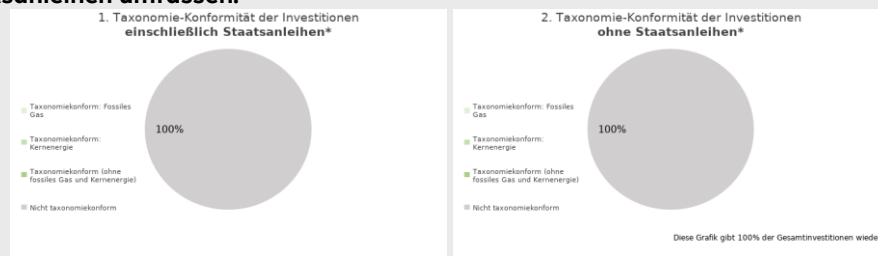 1. Taxonomie-Konformität der Investitionen
einschließlich Staatsanleihen*
Taxonomiekonform: Fossiles
Gas
Taxonomiekonform:
Kernenergie
Taxonomiekonform (ohne
fossiles Gas und Kernenergie)
Nicht taxonomiekonform
100%
2. Taxonomie-Konformität der Investitionen
ohne Staatsanleihen*
Taxonomiekonform: Fossiles
Gas
Taxonomiekonform:
Kernenergie
Taxonomiekonform (ohne
fossiles Gas und Kernenergie)
Nicht taxonomiekonform
100%
Diese Grafik gibt 100% der Gesamtinvestitionen wiede